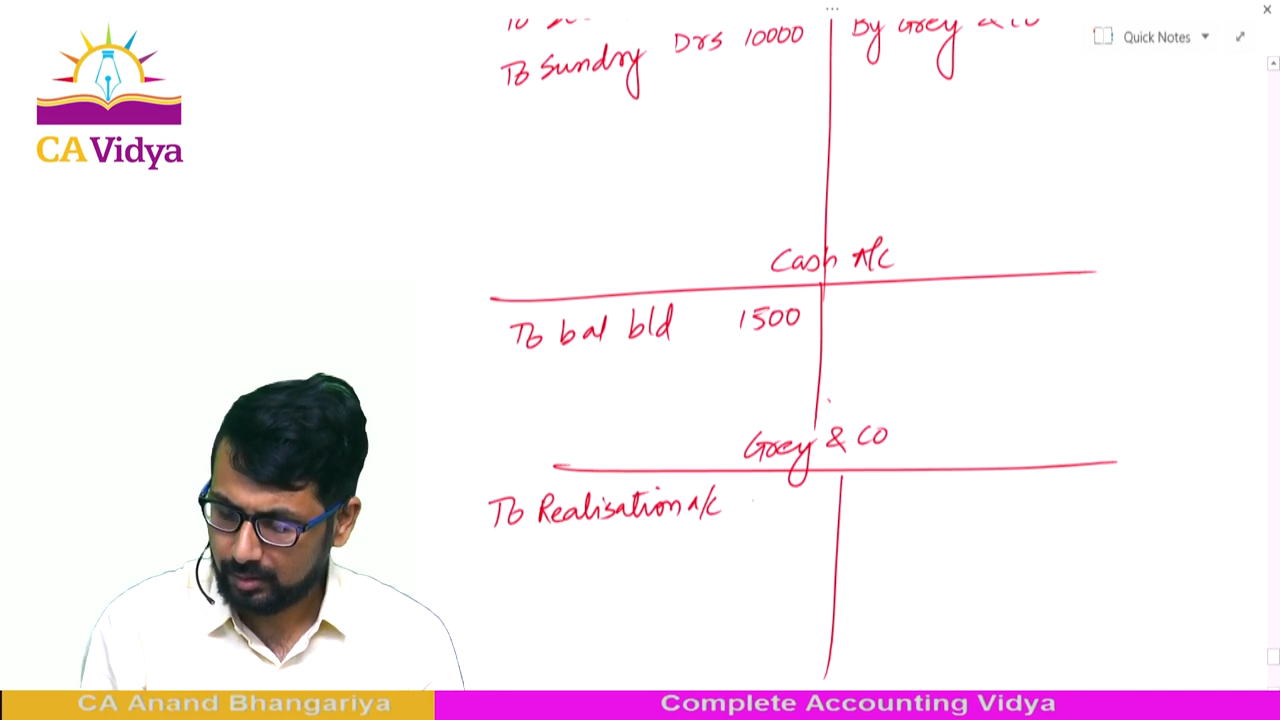 To Sundry Drs 10000
By Grey & Co
Quick Notes
CA Vidya
Cash A/c
To bal b/d 1500
Grey & CO
To Realisation a/c
CA Anand Bhangariya
Complete Accounting Vidya